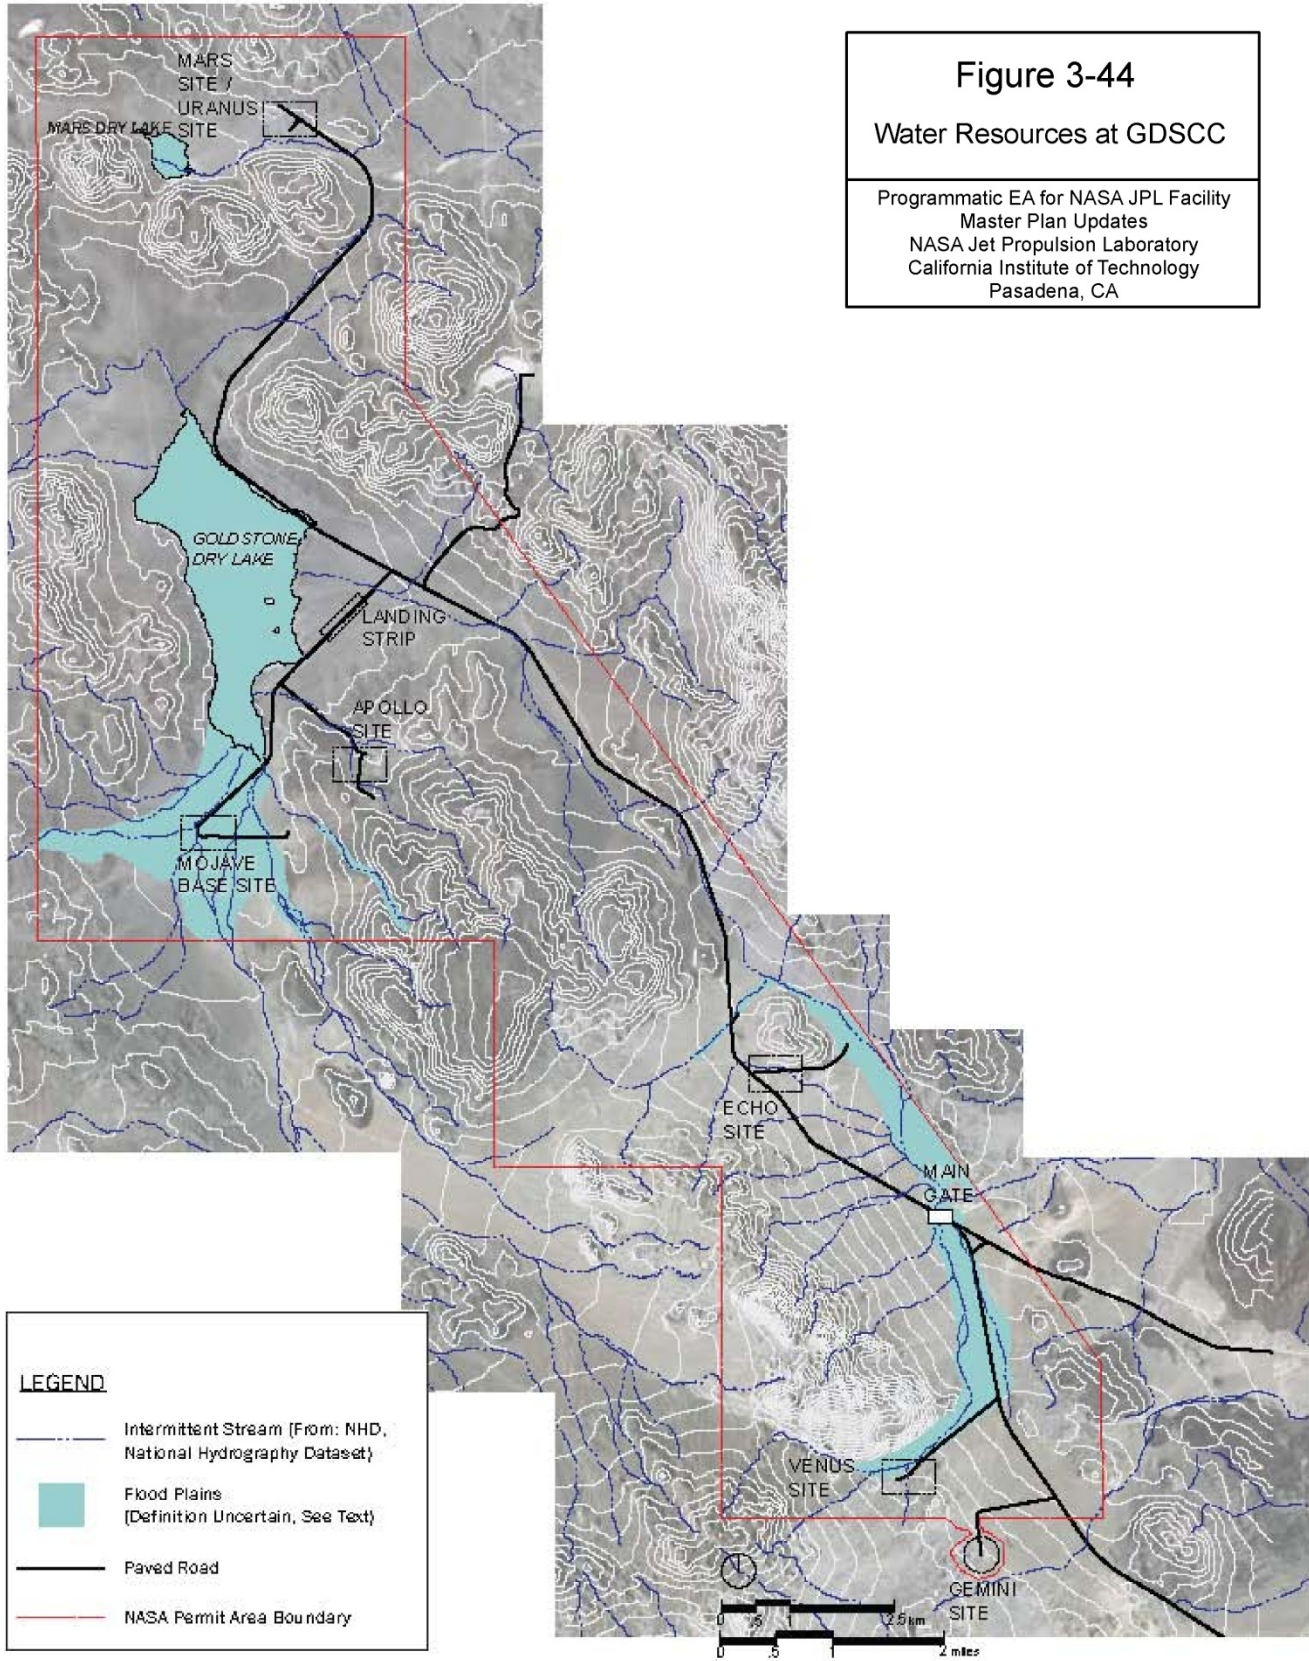 Figure 3-44
Water Resources at GDSCC
Programmatic EA for NASA JPL Facility
Master Plan Updates
NASA Jet Propulsion Laboratory
California Institute of Technology
Pasadena, CA
MARS
SITE /
URANUS
SITE
MARS DRY LAKE
GOLDSTONE
DRY LAKE
LANDING
STRIP
APOLLO
SITE
MOJAVE
BASE SITE
ECHO
SITE
MAIN
GATE
VENUS
SITE
GEMINI
SITE
LEGEND
Intermittent Stream (From: NHD,
National Hydrography Dataset)
Flood Plains
(Definition Uncertain, See Text)
Paved Road
NASA Permit Area Boundary
0 .5 1 2.5 km
0 .5 1 2 miles